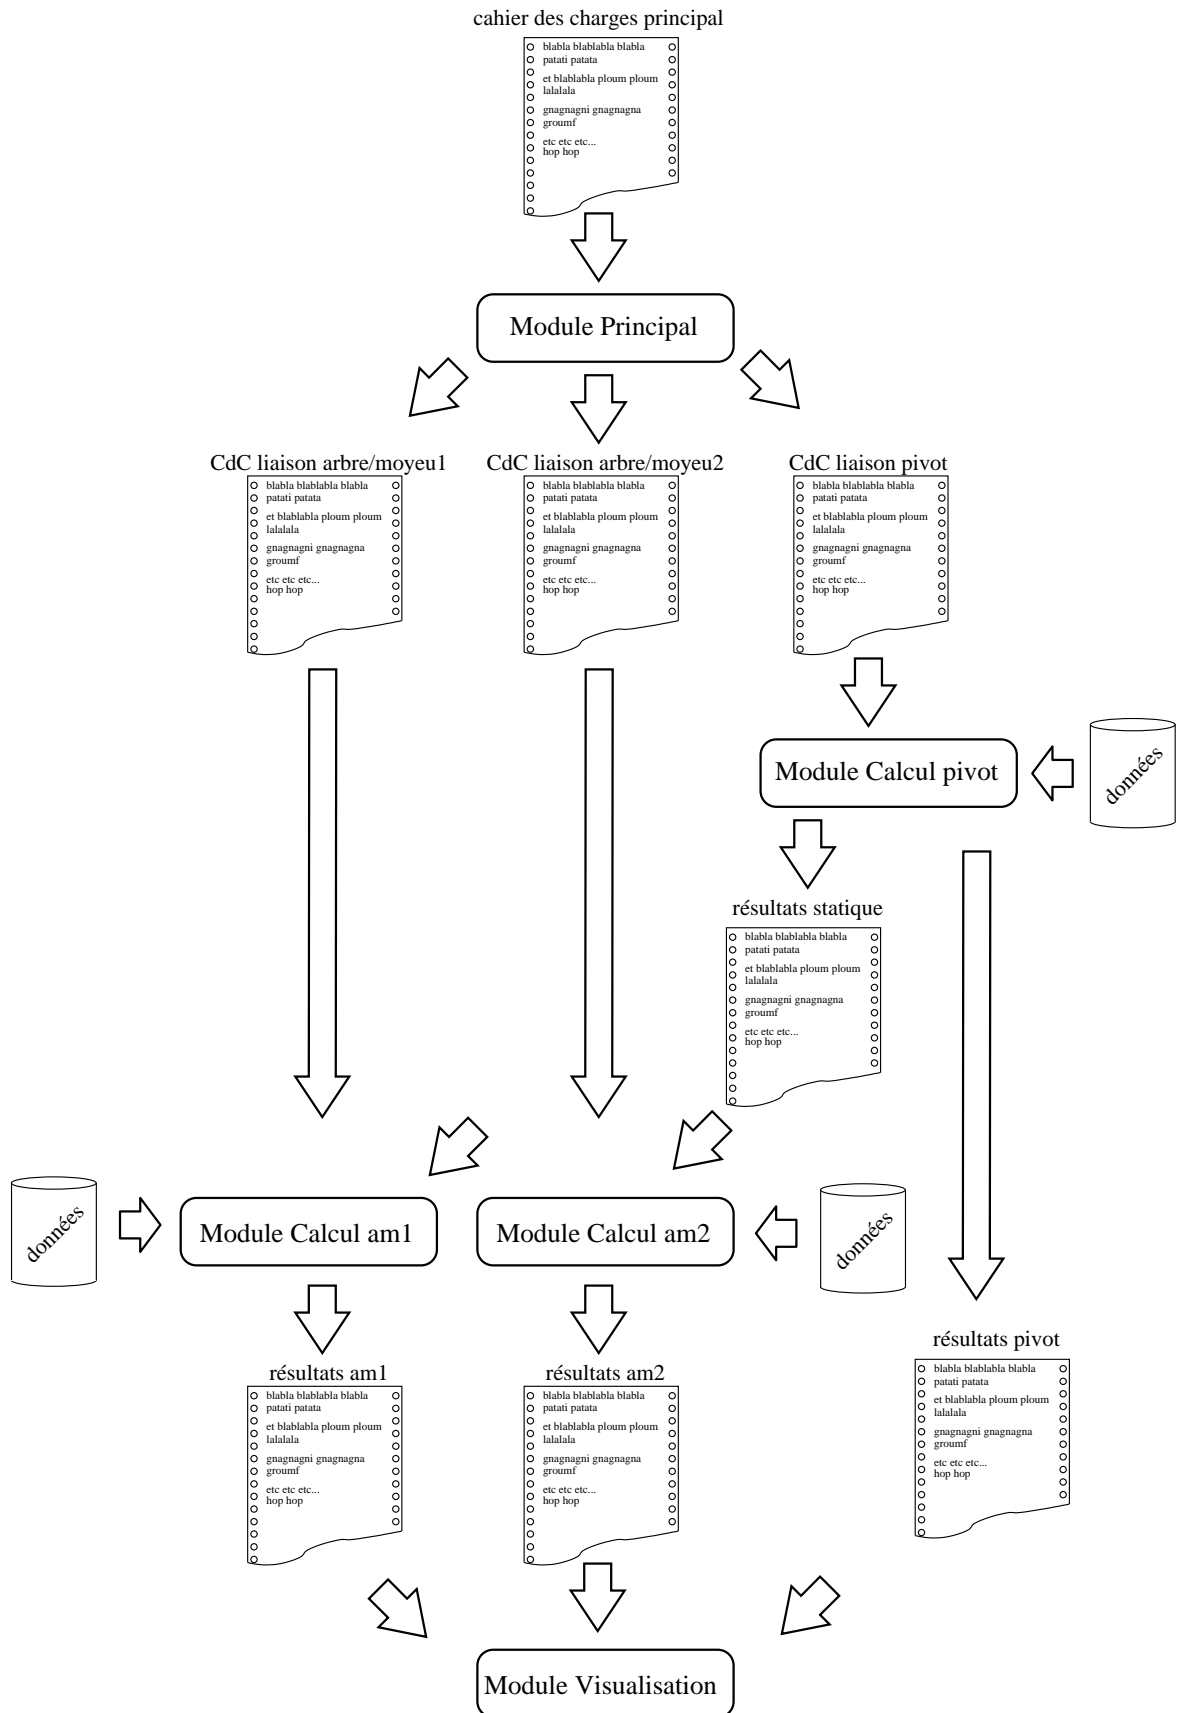 cahier des charges principal
blabla blablabla blabla
patati patata
et blablabla ploum ploum
lalalala
gnagnagni gnagnagna
groumf
etc etc etc...
hop hop
Module Principal
CdC liaison arbre/moyeu1
blabla blablabla blabla
patati patata
et blablabla ploum ploum
lalalala
gnagnagni gnagnagna
groumf
etc etc etc...
hop hop
CdC liaison arbre/moyeu2
blabla blablabla blabla
patati patata
et blablabla ploum ploum
lalalala
gnagnagni gnagnagna
groumf
etc etc etc...
hop hop
CdC liaison pivot
blabla blablabla blabla
patati patata
et blablabla ploum ploum
lalalala
gnagnagni gnagnagna
groumf
etc etc etc...
hop hop
Module Calcul pivot
données
résultats statique
blabla blablabla blabla
patati patata
et blablabla ploum ploum
lalalala
gnagnagni gnagnagna
groumf
etc etc etc...
hop hop
données
Module Calcul am1
Module Calcul am2
données
résultats am1
blabla blablabla blabla
patati patata
et blablabla ploum ploum
lalalala
gnagnagni gnagnagna
groumf
etc etc etc...
hop hop
résultats am2
blabla blablabla blabla
patati patata
et blablabla ploum ploum
lalalala
gnagnagni gnagnagna
groumf
etc etc etc...
hop hop
résultats pivot
blabla blablabla blabla
patati patata
et blablabla ploum ploum
lalalala
gnagnagni gnagnagna
groumf
etc etc etc...
hop hop
Module Visualisation